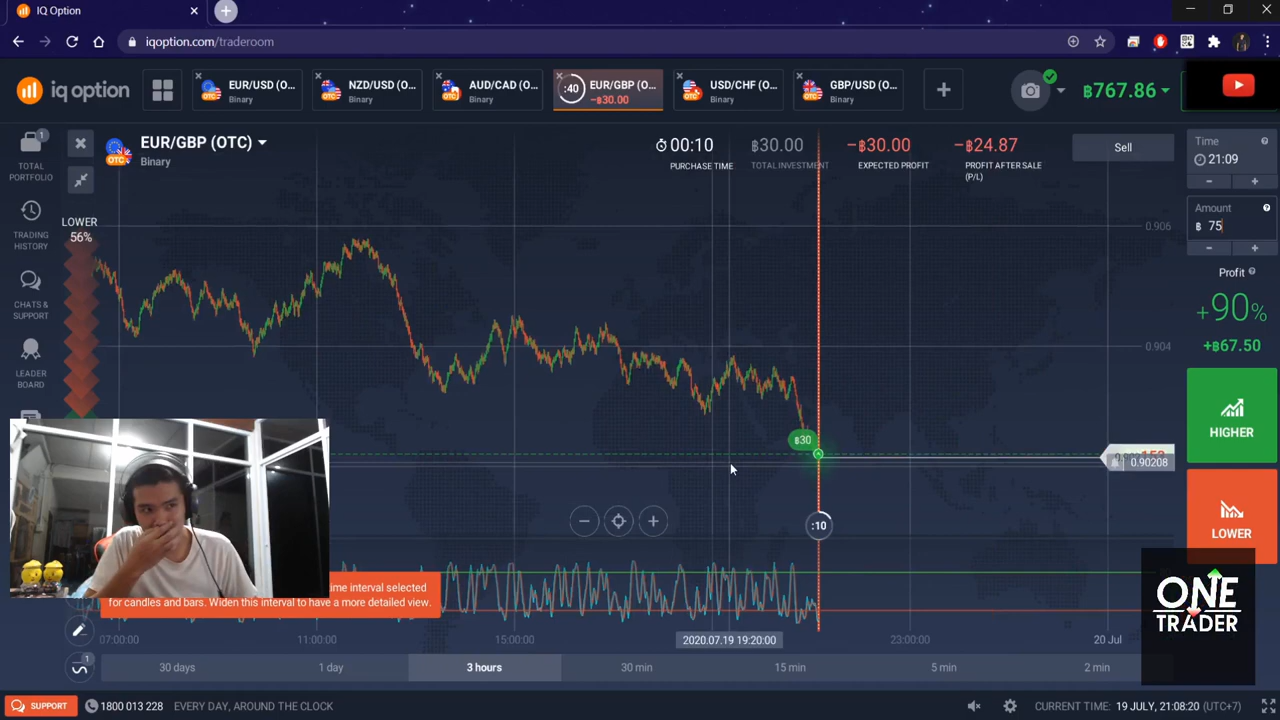 IQ Option
iqoption.com/traderoom
iq option
EUR/USD (O...
Binary
NZD/USD (O...
Binary
AUD/CAD (O...
Binary
:40
EUR/GBP (O...
-฿30.00
USD/CHF (O...
Binary
GBP/USD (O...
Binary
฿767.86
1
TOTAL
PORTFOLIO
TRADING
HISTORY
CHATS &
SUPPORT
LEADER
BOARD
OTC
EUR/GBP (OTC)
Binary
LOWER
56%
00:10
PURCHASE TIME
฿30.00
TOTAL INVESTMENT
-฿30.00
EXPECTED PROFIT
-฿24.87
PROFIT AFTER SALE
(P/L)
Sell
Time
21:09
Amount
฿ 75
Profit
+90%
+฿67.50
HIGHER
LOWER
0.906
0.904
฿30
0.90208
:10
ime interval selected
for candles and bars. Widen this interval to have a more detailed view.
07:00:00
11:00:00
15:00:00
2020.07.19 19:20:00
23:00:00
20 Jul
1
30 days
1 day
3 hours
30 min
15 min
5 min
2 min
ONE
TRADER
SUPPORT
1800 013 228
EVERY DAY, AROUND THE CLOCK
CURRENT TIME: 19 JULY, 21:08:20 (UTC+7)